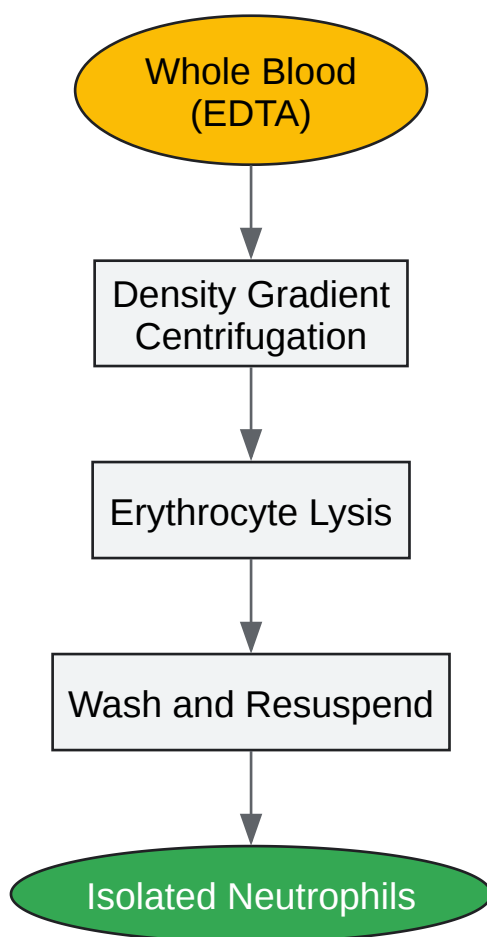 Whole Blood
(EDTA)
Density Gradient
Centrifugation
Erythrocyte Lysis
Wash and Resuspend
Isolated Neutrophils